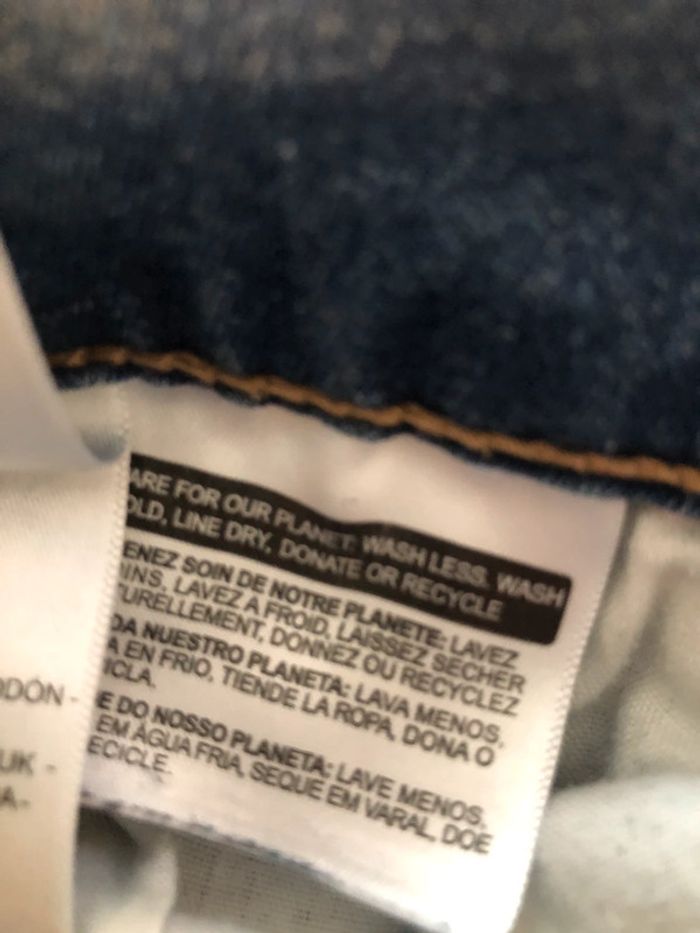 ARE FOR OUR PLANET: WASH LESS. WASH
OLD, LINE DRY, DONATE OR RECYCLE
ENEZ SOIN DE NOTRE PLANETE: LAVEZ
INS, LAVEZ A FROID, LAISSEZ SECHER
URELLEMENT, DONNEZ OU RECYCLEZ
DA NUESTRO PLANETA: LAVA MENOS,
A EN FRIO, TIENDE LA ROPA, DONA O
ICLA.
E DO NOSSO PLANETA: LAVE MENOS,
EM ÁGUA FRIA, SEQUE EM VARAL, DOE
ECICLE.
ODÓN -
UK -
A-